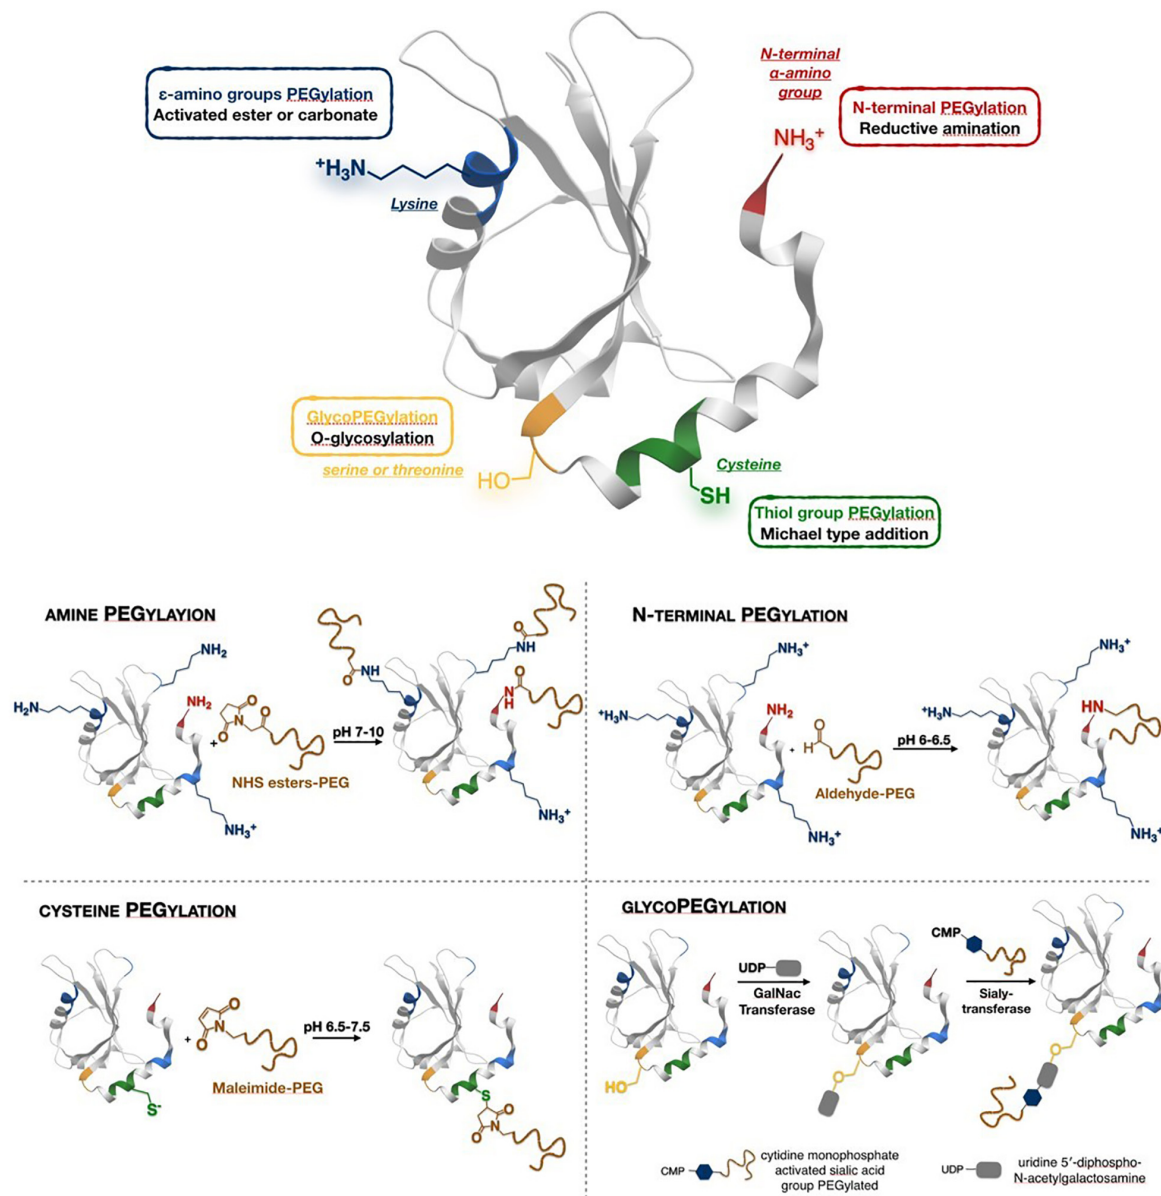 N-terminal
α-amino
group
ε-amino groups PEGylation
Activated ester or carbonate
N-terminal PEGylation
Reductive amination
NH3+
+H3N
Lysine
GlycoPEGylation
O-glycosylation
serine or threonine
HO
Cysteine
SH
Thiol group PEGylation
Michael type addition
AMINE PEGYLAYION
NH2
H2N
NH2
+
O
N
O
O
O
NHS esters-PEG
pH 7-10
NH3+
O
NH
O
NH
O
N
H
NH3+
N-TERMINAL PEGYLATION
NH3+
+H3N
NH2
+
O
H
Aldehyde-PEG
pH 6-6.5
NH3+
NH3+
+H3N
HN
NH3+
CYSTEINE PEGYLATION
+
O
N
O
Maleimide-PEG
pH 6.5-7.5
S-
S
O
N
O
GLYCOPEGYLATION
HO
UDP
GalNac
Transferase
O
CMP
Sialy-
transferase
O
CMP
cytidine monophosphate
activated sialic acid
group PEGylated
UDP
uridine 5′-diphospho-
N-acetylgalactosamine